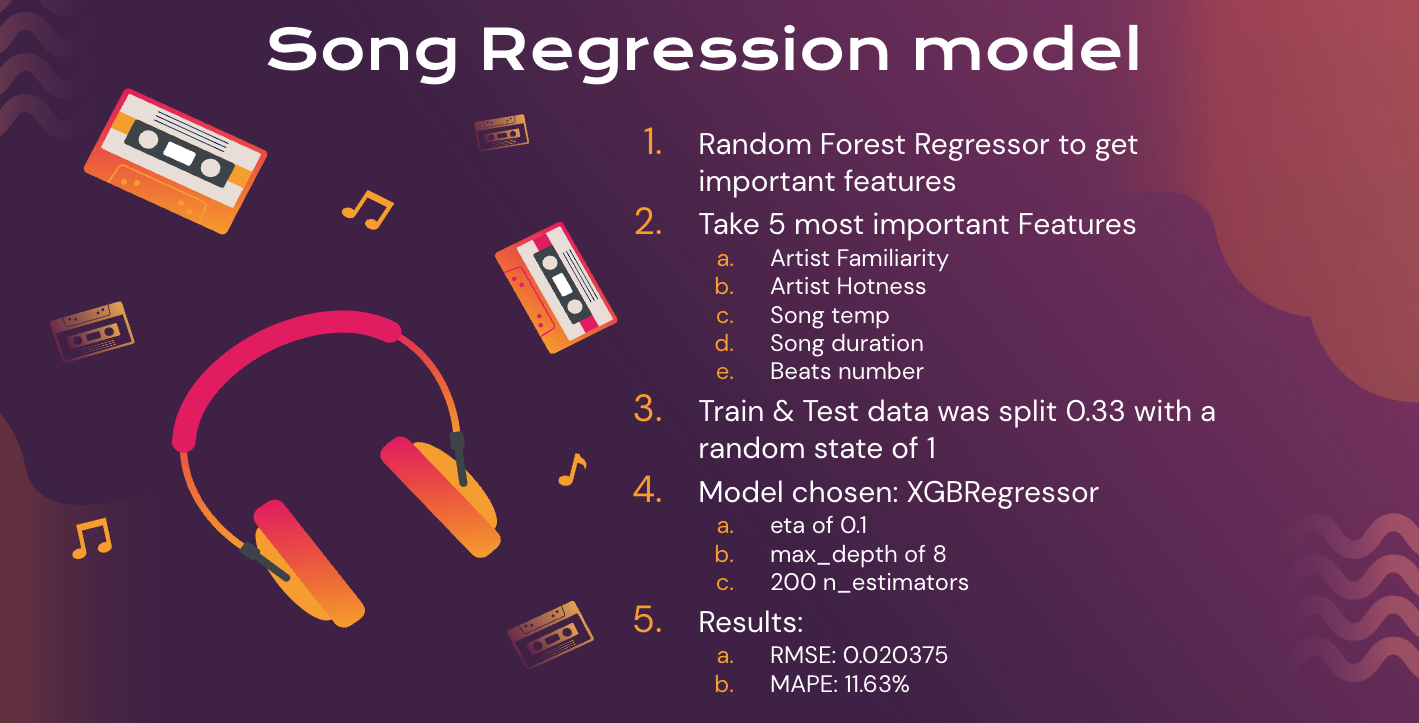 Song Regression model
1. Random Forest Regressor to get
important features
2. Take 5 most important Features
a. Artist Familiarity
b. Artist Hotness
c. Song temp
d. Song duration
e. Beats number
3. Train & Test data was split 0.33 with a
random state of 1
4. Model chosen: XGBRegressor
a. eta of 0.1
b. max_depth of 8
c. 200 n_estimators
5. Results:
a. RMSE: 0.020375
b. MAPE: 11.63%